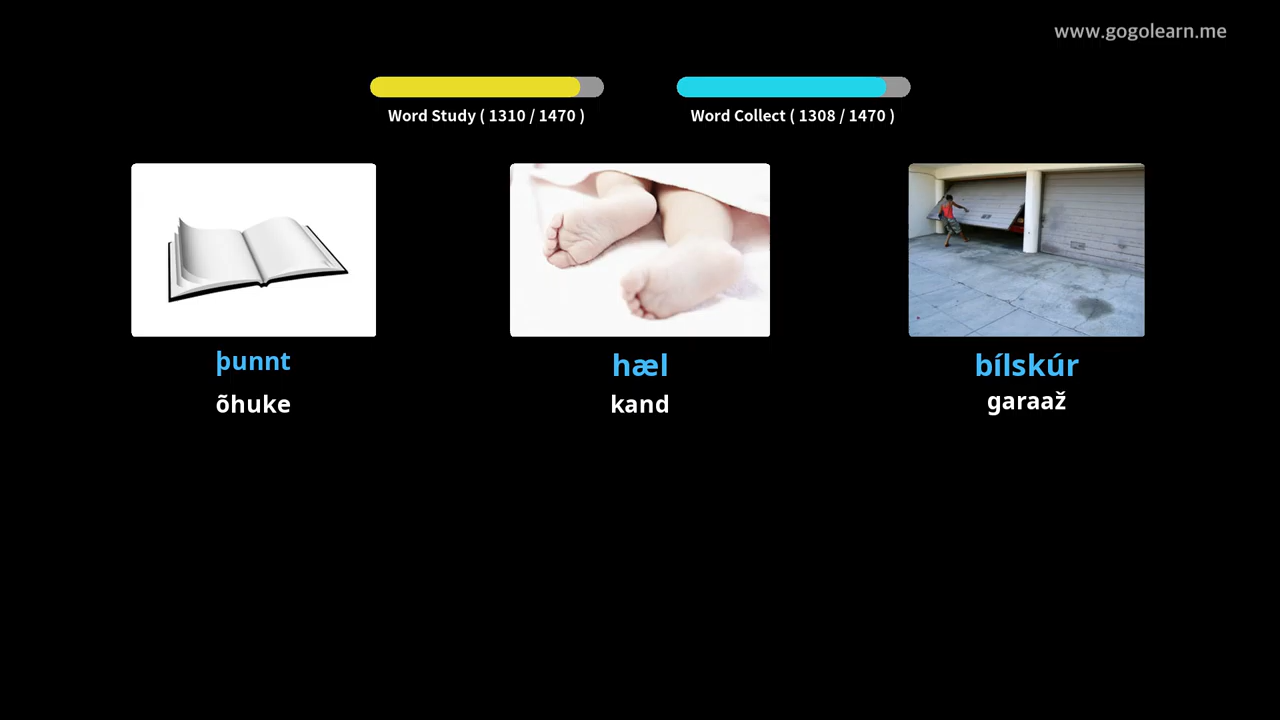 www.gogolearn.me
Word Study ( 1310 / 1470 )
Word Collect ( 1308 / 1470 )
þunnt
hæl
bílskúr
õhuke
kand
garaaž